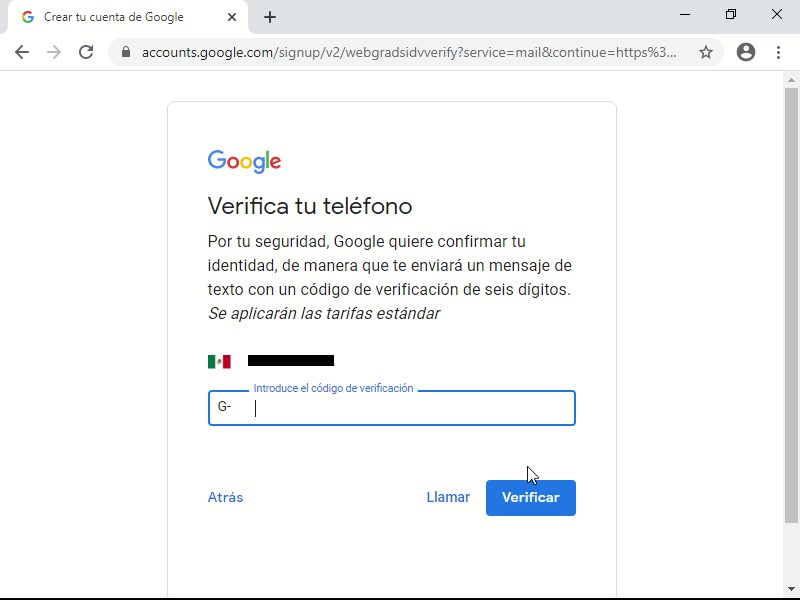 Crear tu cuenta de Google
accounts.google.com/signup/v2/webgradsidvverify?service=mail&continue=https%3...
Google
Verifica tu teléfono
Por tu seguridad, Google quiere confirmar tu
identidad, de manera que te enviará un mensaje de
texto con un código de verificación de seis dígitos.
Se aplicarán las tarifas estándar
Introduce el código de verificación
G-
Atrás
Llamar
Verificar